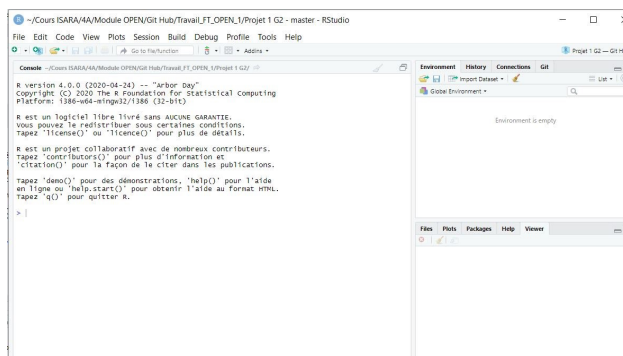 ~/Cours ISARA/4A/Module OPEN/Git Hub/Travail_FT_OPEN_1/Projet 1 G2 - master - RStudio
File Edit Code View Plots Session Build Debug Profile Tools Help
Go to file/function Addins Projet 1 G2 — Git H
Console ~/Cours ISARA/4A/Module OPEN/Git Hub/Travail_FT_OPEN_1/Projet 1 G2/
R version 4.0.0 (2020-04-24) -- "Arbor Day"
Copyright (C) 2020 The R Foundation for Statistical Computing
Platform: i386-w64-mingw32/i386 (32-bit)
R est un logiciel libre livré sans AUCUNE GARANTIE.
Vous pouvez le redistribuer sous certaines conditions.
Tapez 'license()' ou 'licence()' pour plus de détails.
R est un projet collaboratif avec de nombreux contributeurs.
Tapez 'contributors()' pour plus d'information et
'citation()' pour la façon de le citer dans les publications.
Tapez 'demo()' pour des démonstrations, 'help()' pour l'aide
en ligne ou 'help.start()' pour obtenir l'aide au format HTML.
Tapez 'q()' pour quitter R.
>
Environment History Connections Git
Import Dataset List
Global Environment
Environment is empty
Files Plots Packages Help Viewer